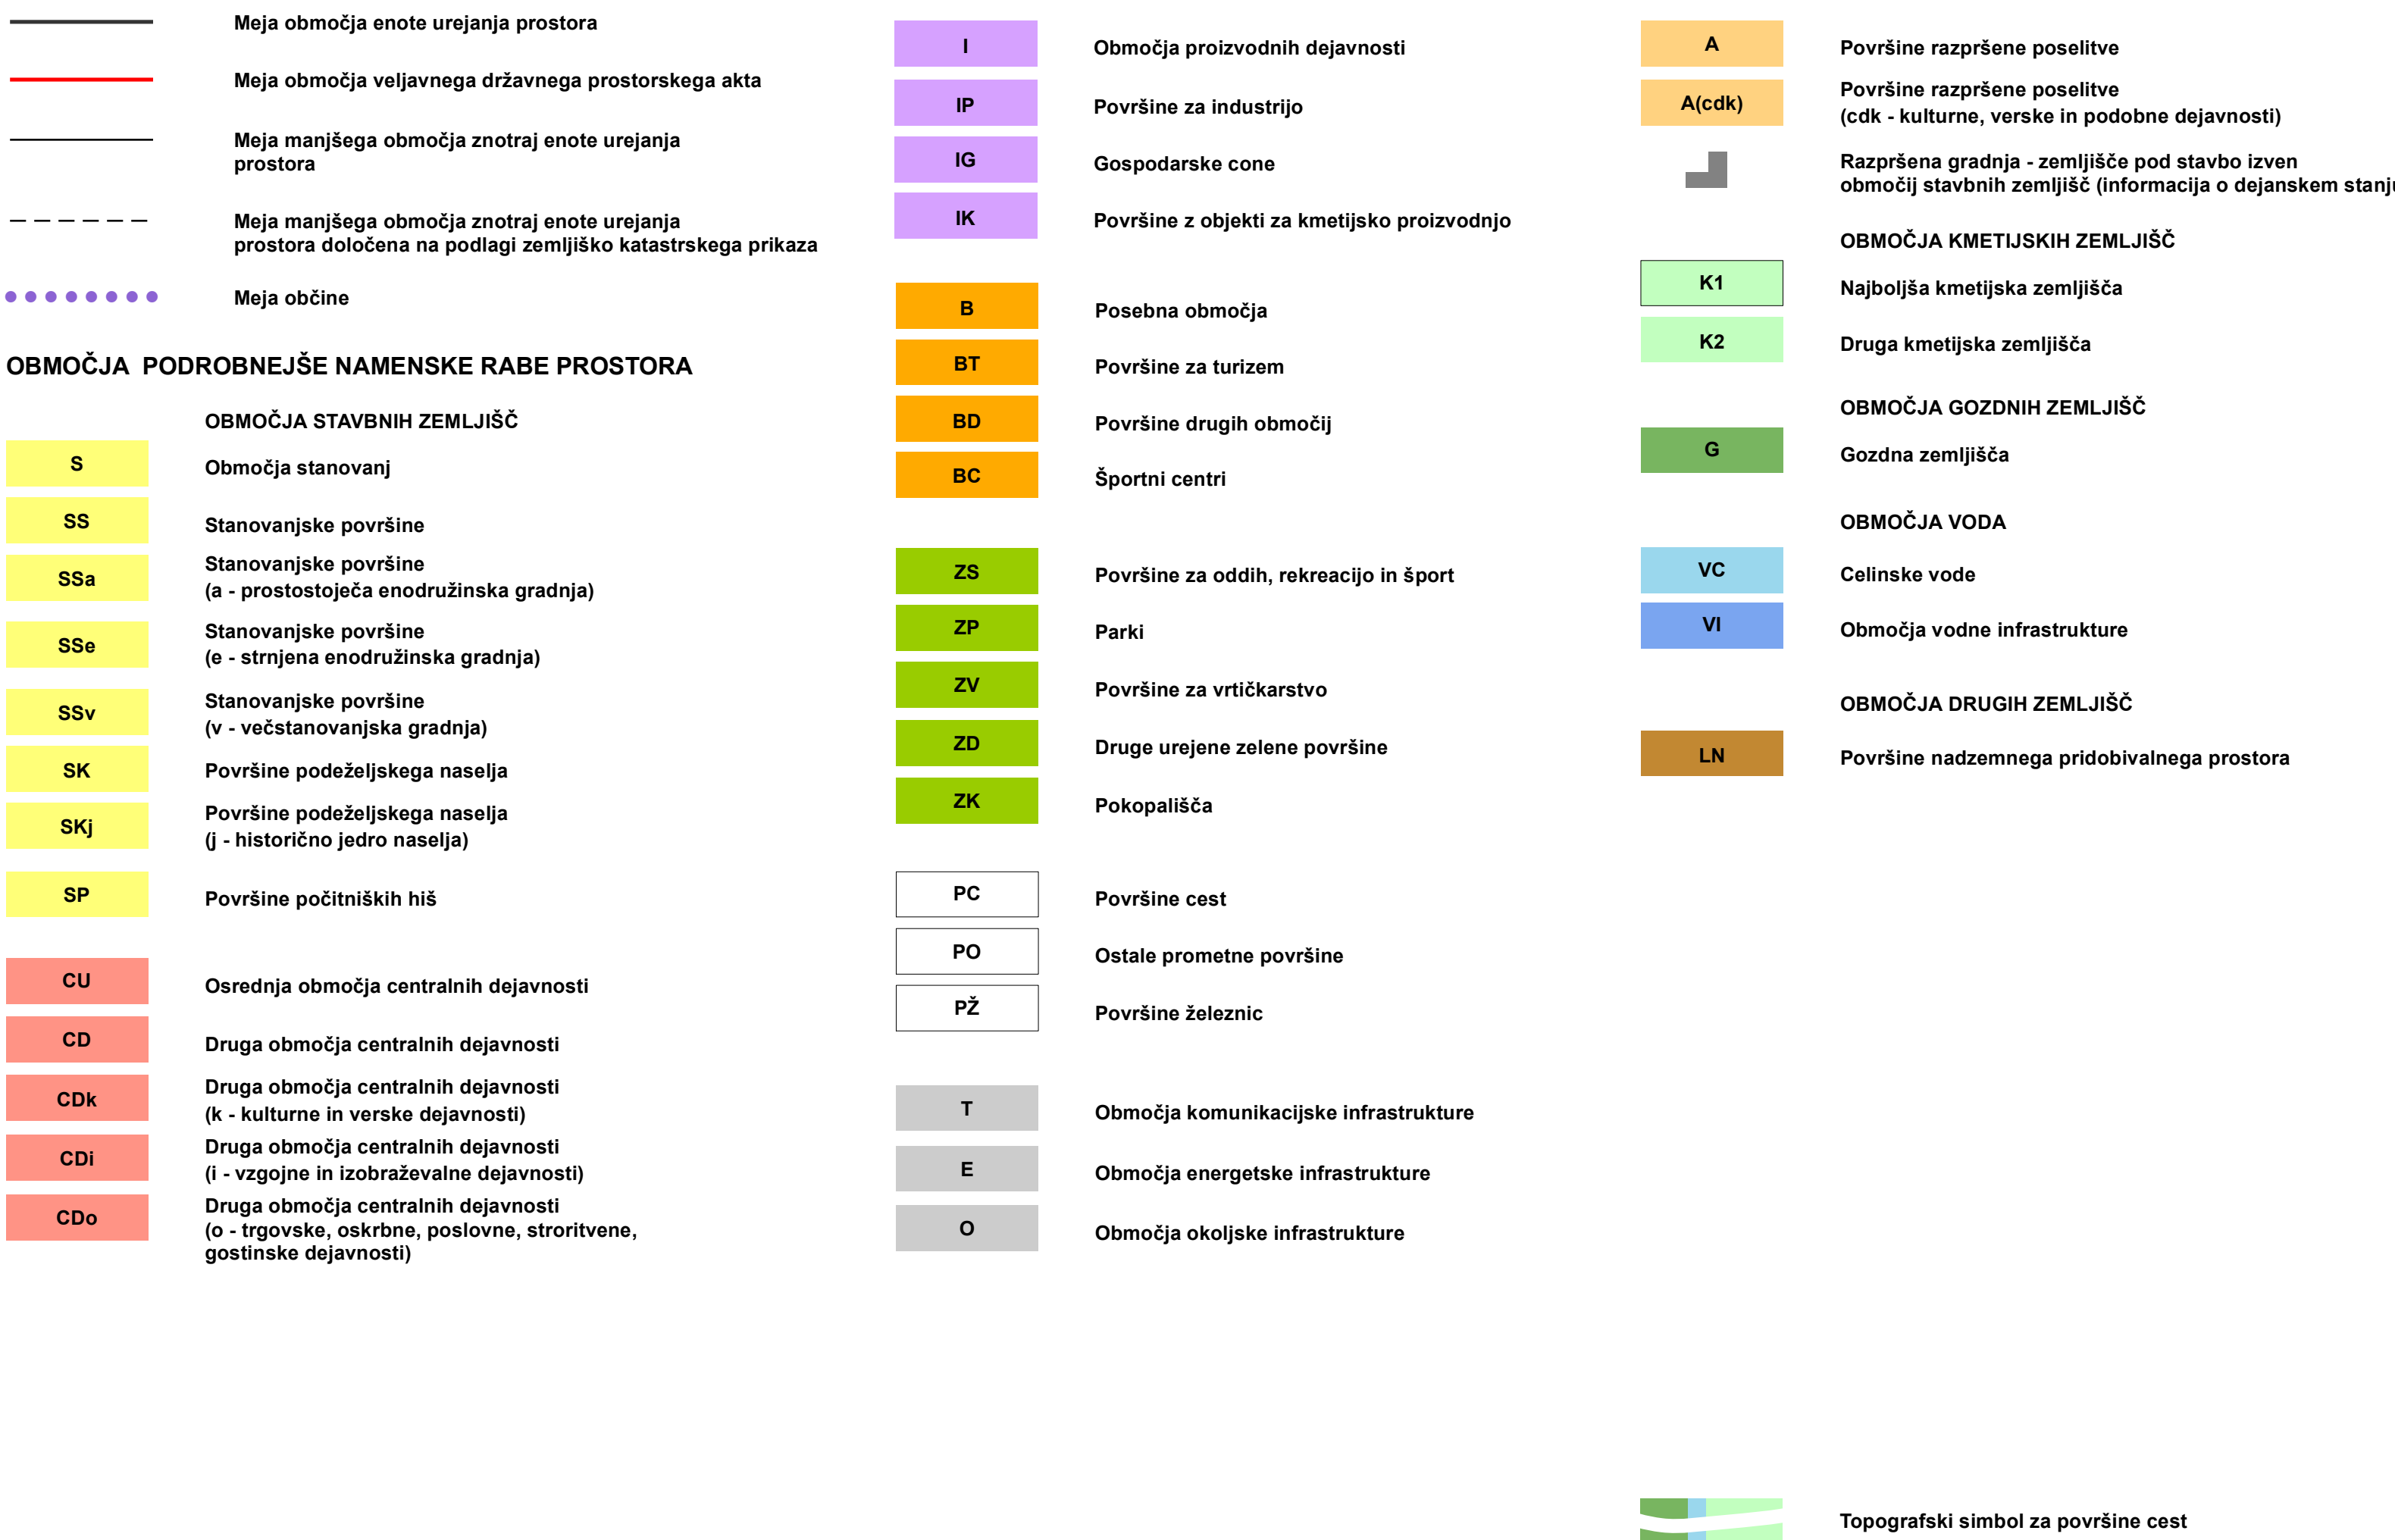 Meja območja enote urejanja prostora
Meja območja veljavnega državnega prostorskega akta
Meja manjšega območja znotraj enote urejanja
prostora
Meja manjšega območja znotraj enote urejanja
prostora določena na podlagi zemljiško katastrskega prikaza
Meja občine
OBMOČJA PODROBNEJŠE NAMENSKE RABE PROSTORA
OBMOČJA STAVBNIH ZEMLJIŠČ
S Območja stanovanj
SS Stanovanjske površine
SSa Stanovanjske površine
(a - prostostoječa enodružinska gradnja)
SSe Stanovanjske površine
(e - strnjena enodružinska gradnja)
SSv Stanovanjske površine
(v - večstanovanjska gradnja)
SK Površine podeželjskega naselja
SKj Površine podeželjskega naselja
(j - historično jedro naselja)
SP Površine počitniških hiš
CU Osrednja območja centralnih dejavnosti
CD Druga območja centralnih dejavnosti
CDk Druga območja centralnih dejavnosti
(k - kulturne in verske dejavnosti)
CDi Druga območja centralnih dejavnosti
(i - vzgojne in izobraževalne dejavnosti)
CDo Druga območja centralnih dejavnosti
(o - trgovske, oskrbne, poslovne, stroritvene,
gostinske dejavnosti)
I Območja proizvodnih dejavnosti
IP Površine za industrijo
IG Gospodarske cone
IK Površine z objekti za kmetijsko proizvodnjo
B Posebna območja
BT Površine za turizem
BD Površine drugih območij
BC Športni centri
ZS Površine za oddih, rekreacijo in šport
ZP Parki
ZV Površine za vrtičkarstvo
ZD Druge urejene zelene površine
ZK Pokopališča
PC Površine cest
PO Ostale prometne površine
PŽ Površine železnic
T Območja komunikacijske infrastrukture
E Območja energetske infrastrukture
O Območja okoljske infrastrukture
A Površine razpršene poselitve
A(cdk) Površine razpršene poselitve
(cdk - kulturne, verske in podobne dejavnosti)
Razpršena gradnja - zemljišče pod stavbo izven
območij stavbnih zemljišč (informacija o dejanskem stanju
OBMOČJA KMETIJSKIH ZEMLJIŠČ
K1 Najboljša kmetijska zemljišča
K2 Druga kmetijska zemljišča
OBMOČJA GOZDNIH ZEMLJIŠČ
G Gozdna zemljišča
OBMOČJA VODA
VC Celinske vode
VI Območja vodne infrastrukture
OBMOČJA DRUGIH ZEMLJIŠČ
LN Površine nadzemnega pridobivalnega prostora
Topografski simbol za površine cest